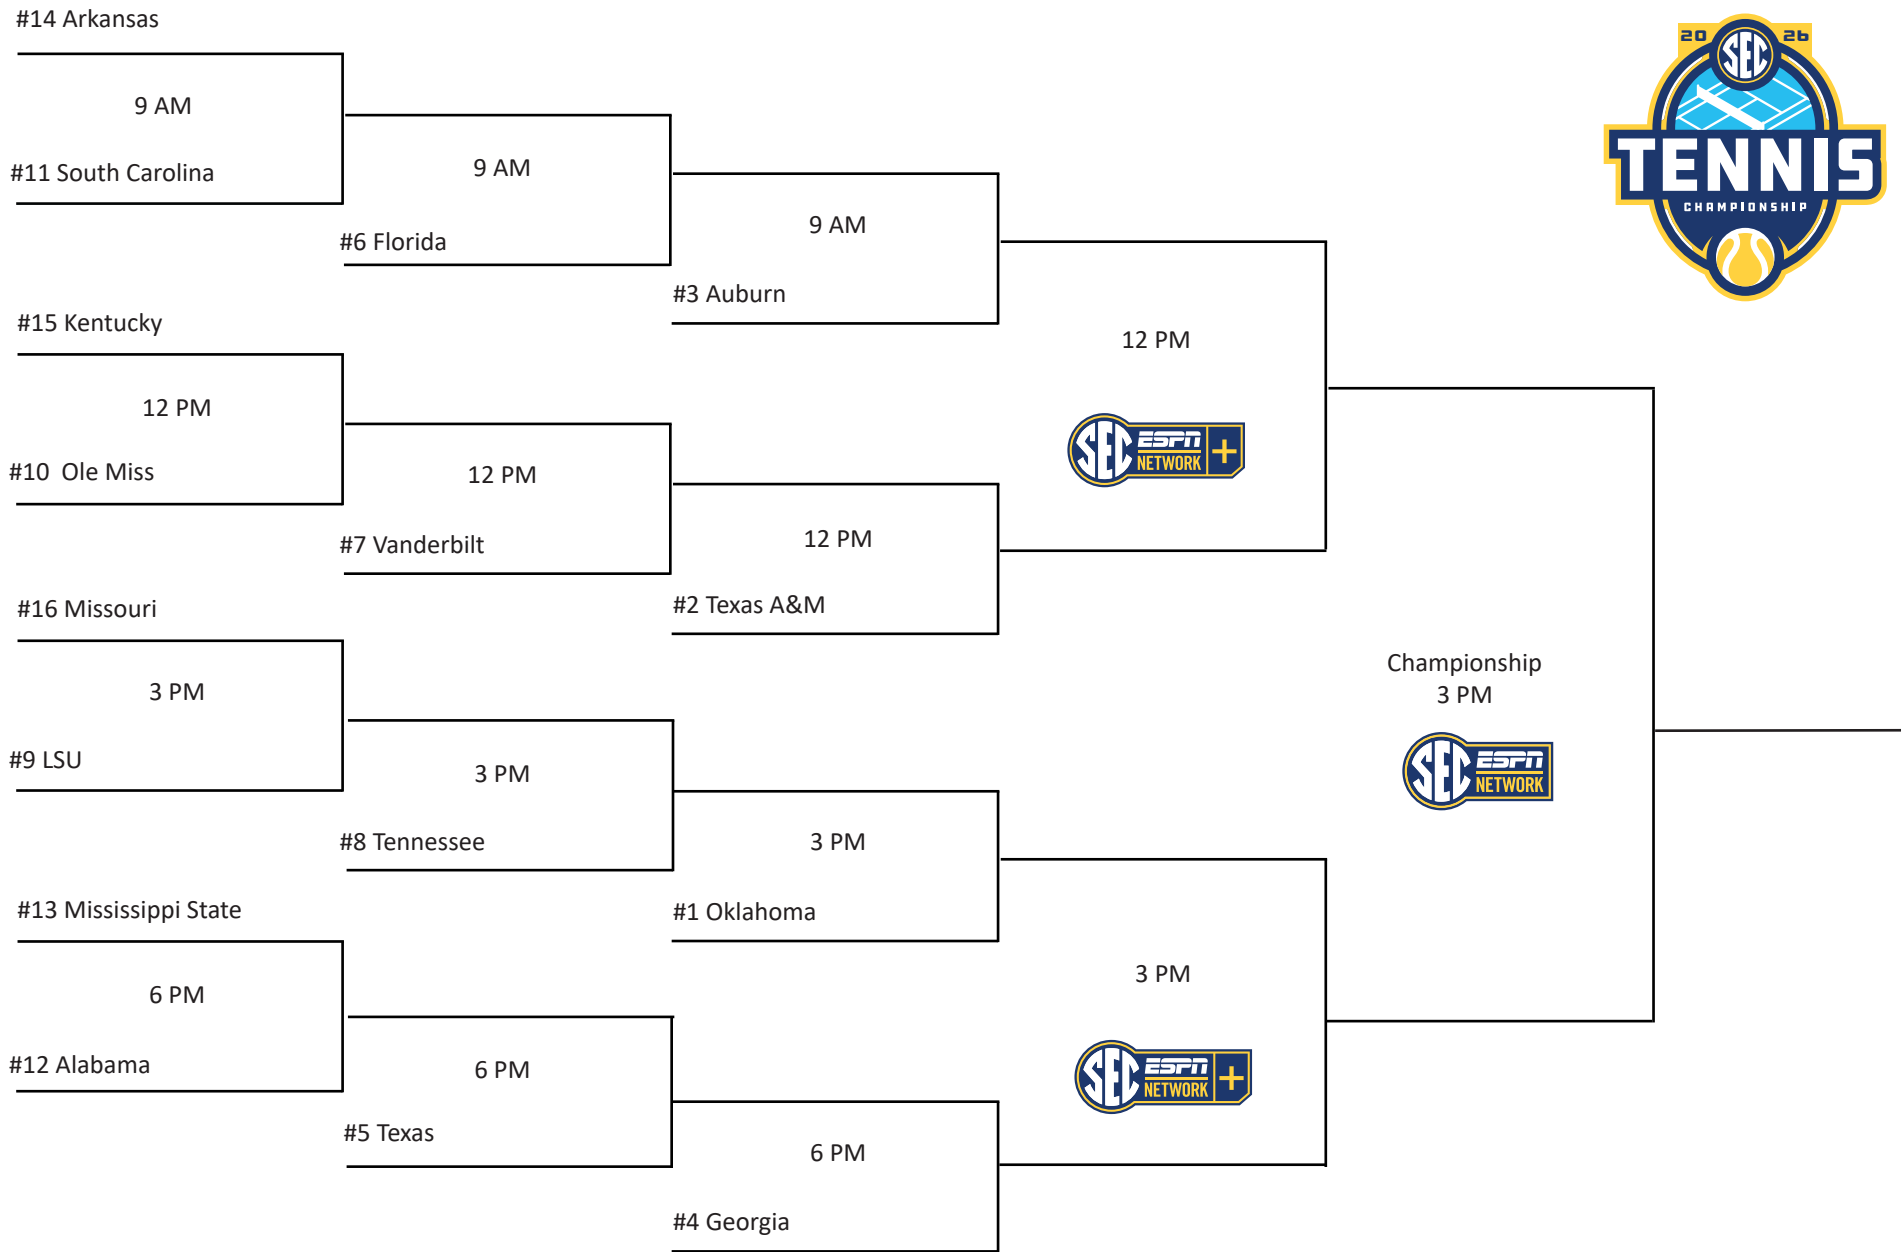 #14 Arkansas
9 AM
#11 South Carolina
9 AM
#6 Florida
9 AM
#3 Auburn
#15 Kentucky
12 PM
#10 Ole Miss
12 PM
#7 Vanderbilt
12 PM
#2 Texas A&M
12 PM
SEC ESPN NETWORK +
#16 Missouri
3 PM
#9 LSU
3 PM
#8 Tennessee
3 PM
#1 Oklahoma
#13 Mississippi State
6 PM
#12 Alabama
6 PM
#5 Texas
6 PM
#4 Georgia
3 PM
SEC ESPN NETWORK +
Championship
3 PM
SEC ESPN NETWORK
20 SEC 26
TENNIS
CHAMPIONSHIP